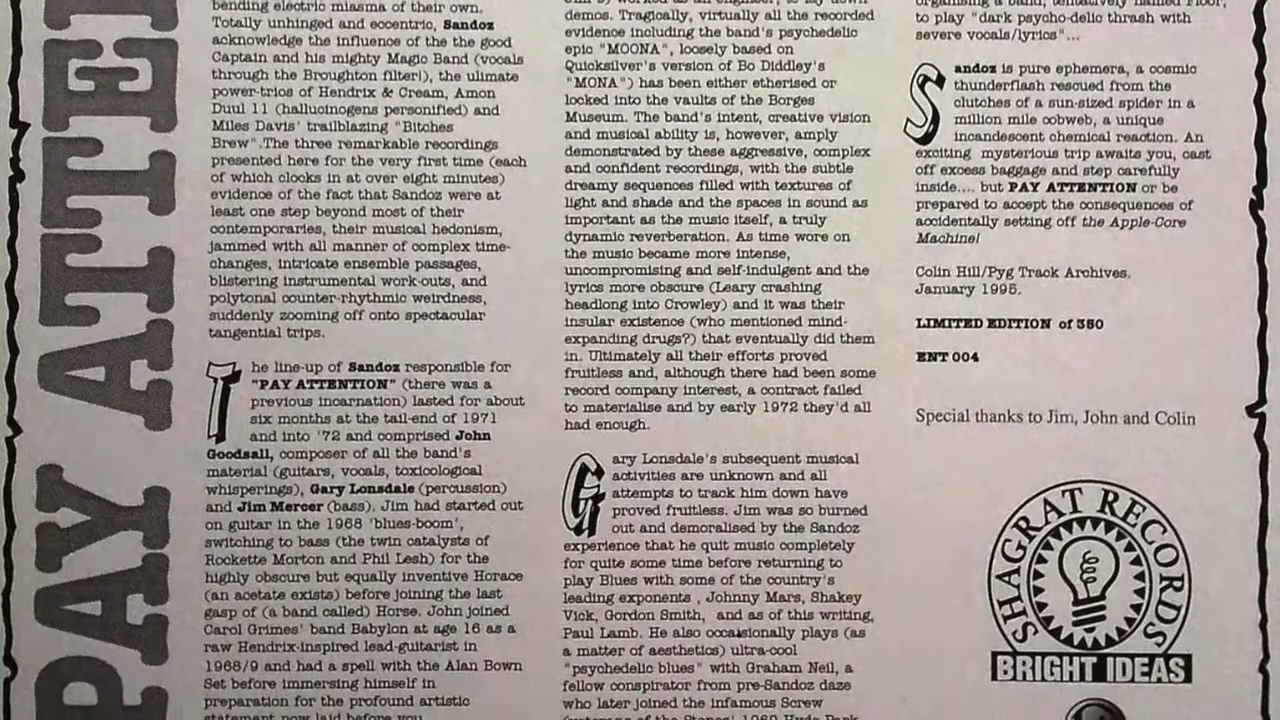 PAY ATTE
bending electric miasma of their own.
Totally unhinged and eccentric, Sandoz
acknowledge the influence of the the good
Captain and his mighty Magic Band (vocals
through the Broughton filter!), the ulimate
power-trios of Hendrix & Cream, Amon
Duul 11 (hallucinogens personified) and
Miles Davis' trailblazing "Bitches
Brew".The three remarkable recordings
presented here for the very first time (each
of which clocks in at over eight minutes)
evidence of the fact that Sandoz were at
least one step beyond most of their
contemporaries, their musical hedonism,
jammed with all manner of complex time-
changes, intricate ensemble passages,
blistering instrumental work-outs, and
polytonal counter-rhythmic weirdness,
suddenly zooming off onto spectacular
tangential trips.
The line-up of Sandoz responsible for
"PAY ATTENTION" (there was a
previous incarnation) lasted for about
six months at the tail-end of 1971
and into '72 and comprised John
Goodsall, composer of all the band's
material (guitars, vocals, toxicological
whisperings), Gary Lonsdale (percussion)
and Jim Mercer (bass). Jim had started out
on guitar in the 1968 'blues-boom',
switching to bass (the twin catalysts of
Rockette Morton and Phil Lesh) for the
highly obscure but equally inventive Horace
(an acetate exists) before joining the last
gasp of (a band called) Horse. John joined
Carol Grimes' band Babylon at age 16 as a
raw Hendrix-inspired lead-guitarist in
1968/9 and had a spell with the Alan Bown
Set before immersing himself in
preparation for the profound artistic
statement now laid before you
worked as an engineer, to lay down
demos. Tragically, virtually all the recorded
evidence including the band's psychedelic
epic "MOONA", loosely based on
Quicksilver's version of Bo Diddley's
"MONA") has been either etherised or
locked into the vaults of the Borges
Museum. The band's intent, creative vision
and musical ability is, however, amply
demonstrated by these aggressive, complex
and confident recordings, with the subtle
dreamy sequences filled with textures of
light and shade and the spaces in sound as
important as the music itself, a truly
dynamic reverberation. As time wore on
the music became more intense,
uncompromising and self-indulgent and the
lyrics more obscure (Leary crashing
headlong into Crowley) and it was their
insular existence (who mentioned mind-
expanding drugs?) that eventually did them
in. Ultimately all their efforts proved
fruitless and, although there had been some
record company interest, a contract failed
to materialise and by early 1972 they'd all
had enough.
Gary Lonsdale's subsequent musical
activities are unknown and all
attempts to track him down have
proved fruitless. Jim was so burned
out and demoralised by the Sandoz
experience that he quit music completely
for quite some time before returning to
play Blues with some of the country's
leading exponents , Johnny Mars, Shakey
Vick, Gordon Smith, and as of this writing,
Paul Lamb. He also occasionally plays (as
a matter of aesthetics) ultra-cool
"psychedelic blues" with Graham Neil, a
fellow conspirator from pre-Sandoz daze
who later joined the infamous Screw
(veterans of the Stones' 1969 Hyde Park
organising a band, tentatively named Floor,
to play "dark psycho-delic thrash with
severe vocals/lyrics"...
Sandoz is pure ephemera, a cosmic
thunderflash rescued from the
clutches of a sun-sized spider in a
million mile cobweb, a unique
incandescent chemical reaction. An
exciting mysterious trip awaits you, cast
off excess baggage and step carefully
inside.... but PAY ATTENTION or be
prepared to accept the consequences of
accidentally setting off the Apple-Core
Machine!
Colin Hill/Pyg Track Archives.
January 1995.
LIMITED EDITION of 350
ENT 004
Special thanks to Jim, John and Colin
SHAGRAT RECORDS
BRIGHT IDEAS